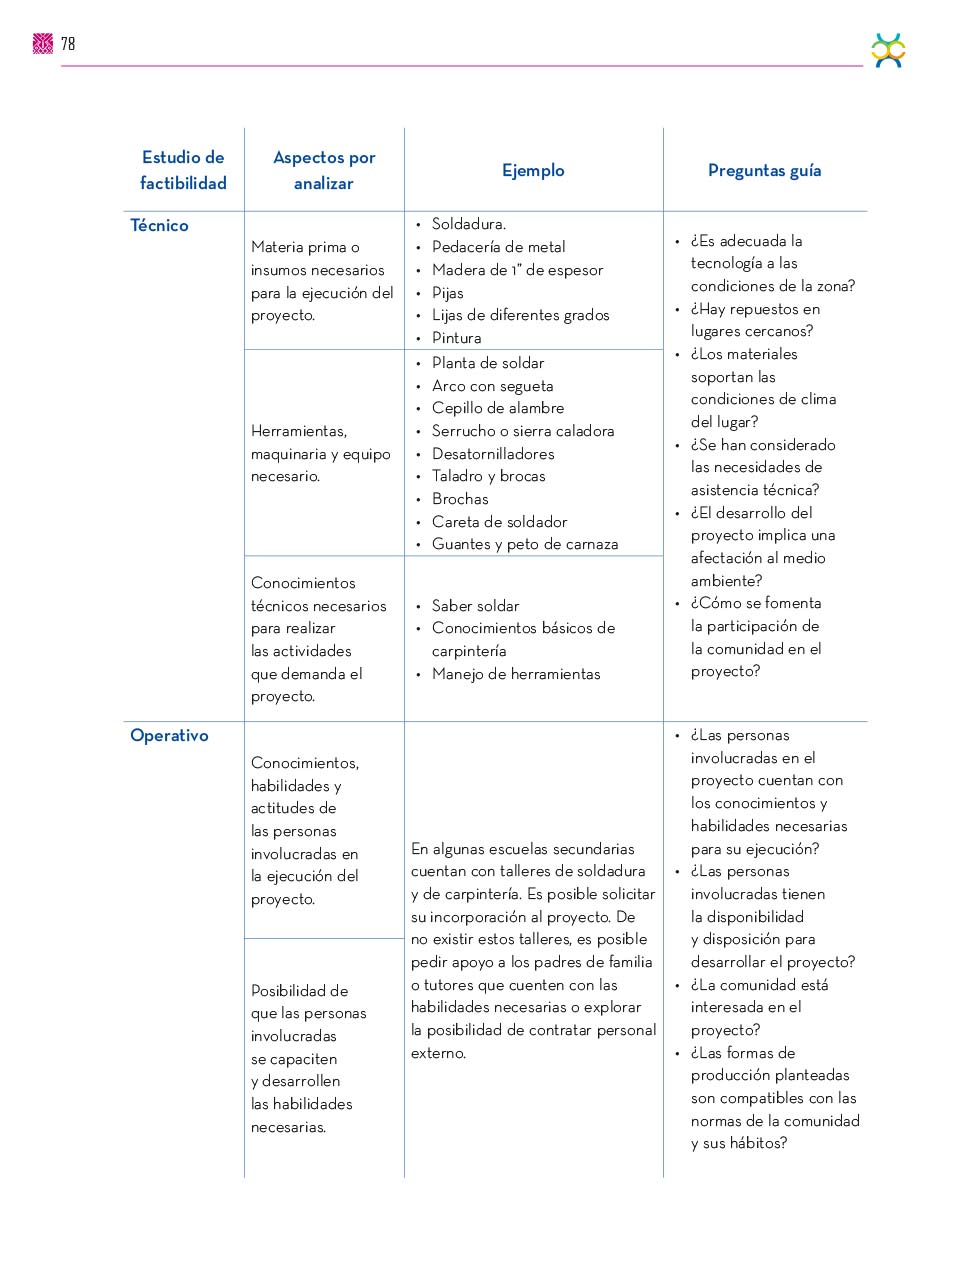 78
Estudio de
factibilidad
Aspectos por
analizar
Ejemplo
Preguntas guía
Técnico
Materia prima o
insumos necesarios
para la ejecución del
proyecto.
• Soldadura.
• Pedacería de metal
• Madera de 1” de espesor
• Pijas
• Lijas de diferentes grados
• Pintura
Herramientas,
maquinaria y equipo
necesario.
• Planta de soldar
• Arco con segueta
• Cepillo de alambre
• Serrucho o sierra caladora
• Desatornilladores
• Taladro y brocas
• Brochas
• Careta de soldador
• Guantes y peto de carnaza
Conocimientos
técnicos necesarios
para realizar
las actividades
que demanda el
proyecto.
• Saber soldar
• Conocimientos básicos de
carpintería
• Manejo de herramientas
• ¿Es adecuada la
tecnología a las
condiciones de la zona?
• ¿Hay repuestos en
lugares cercanos?
• ¿Los materiales
soportan las
condiciones de clima
del lugar?
• ¿Se han considerado
las necesidades de
asistencia técnica?
• ¿El desarrollo del
proyecto implica una
afectación al medio
ambiente?
• ¿Cómo se fomenta
la participación de
la comunidad en el
proyecto?
Operativo
Conocimientos,
habilidades y
actitudes de
las personas
involucradas en
la ejecución del
proyecto.
Posibilidad de
que las personas
involucradas
se capaciten
y desarrollen
las habilidades
necesarias.
En algunas escuelas secundarias
cuentan con talleres de soldadura
y de carpintería. Es posible solicitar
su incorporación al proyecto. De
no existir estos talleres, es posible
pedir apoyo a los padres de familia
o tutores que cuenten con las
habilidades necesarias o explorar
la posibilidad de contratar personal
externo.
• ¿Las personas
involucradas en el
proyecto cuentan con
los conocimientos y
habilidades necesarias
para su ejecución?
• ¿Las personas
involucradas tienen
la disponibilidad
y disposición para
desarrollar el proyecto?
• ¿La comunidad está
interesada en el
proyecto?
• ¿Las formas de
producción planteadas
son compatibles con las
normas de la comunidad
y sus hábitos?